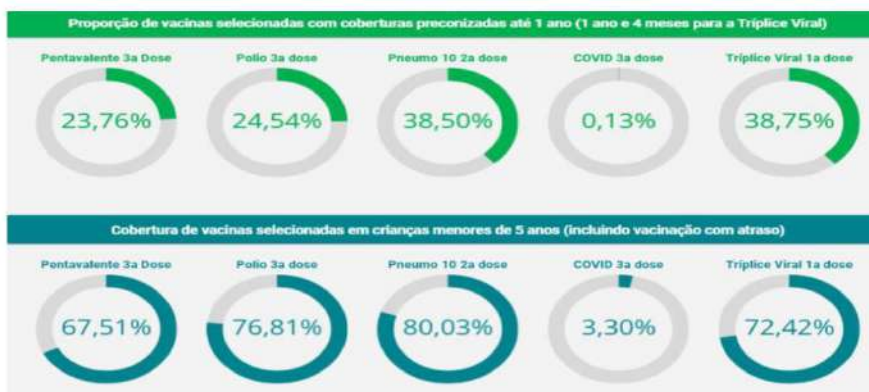 Proporção de vacinas selecionadas com coberturas preconizadas até 1 ano (1 ano e 4 meses para a Tríplice Viral)
Pentavalente 3a Dose Polio 3a dose Pneumo 10 2a dose COVID 3a dose Tríplice Viral 1a dose
23,76% 24,54% 38,50% 0,13% 38,75%
Cobertura de vacinas selecionadas em crianças menores de 5 anos (incluindo vacinação com atraso)
Pentavalente 3a Dose Polio 3a dose Pneumo 10 2a dose COVID 3a dose Tríplice Viral 1a dose
67,51% 76,81% 80,03% 3,30% 72,42%